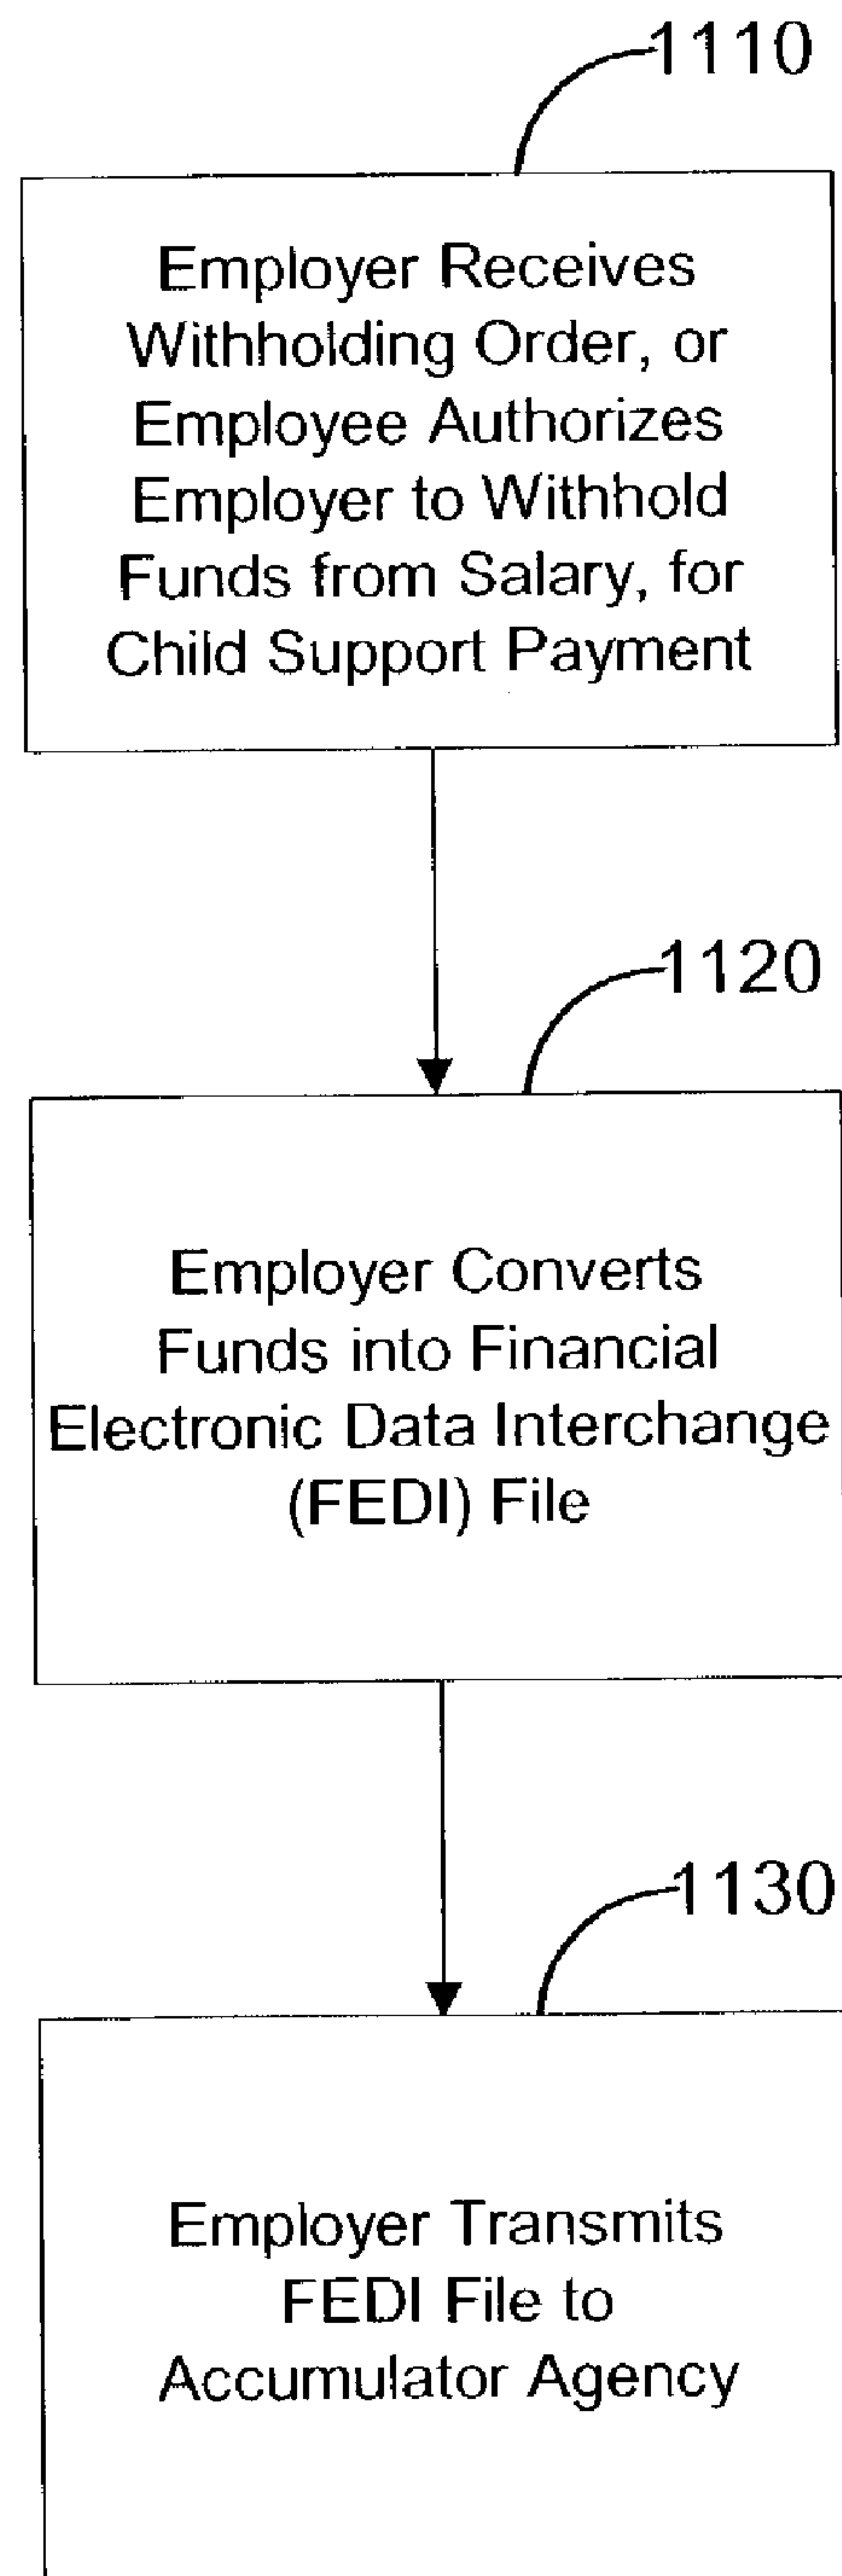 1110
Employer Receives
Withholding Order, or
Employee Authorizes
Employer to Withhold
Funds from Salary, for
Child Support Payment
1120
Employer Converts
Funds into Financial
Electronic Data Interchange
(FEDI) File
1130
Employer Transmits
FEDI File to
Accumulator Agency